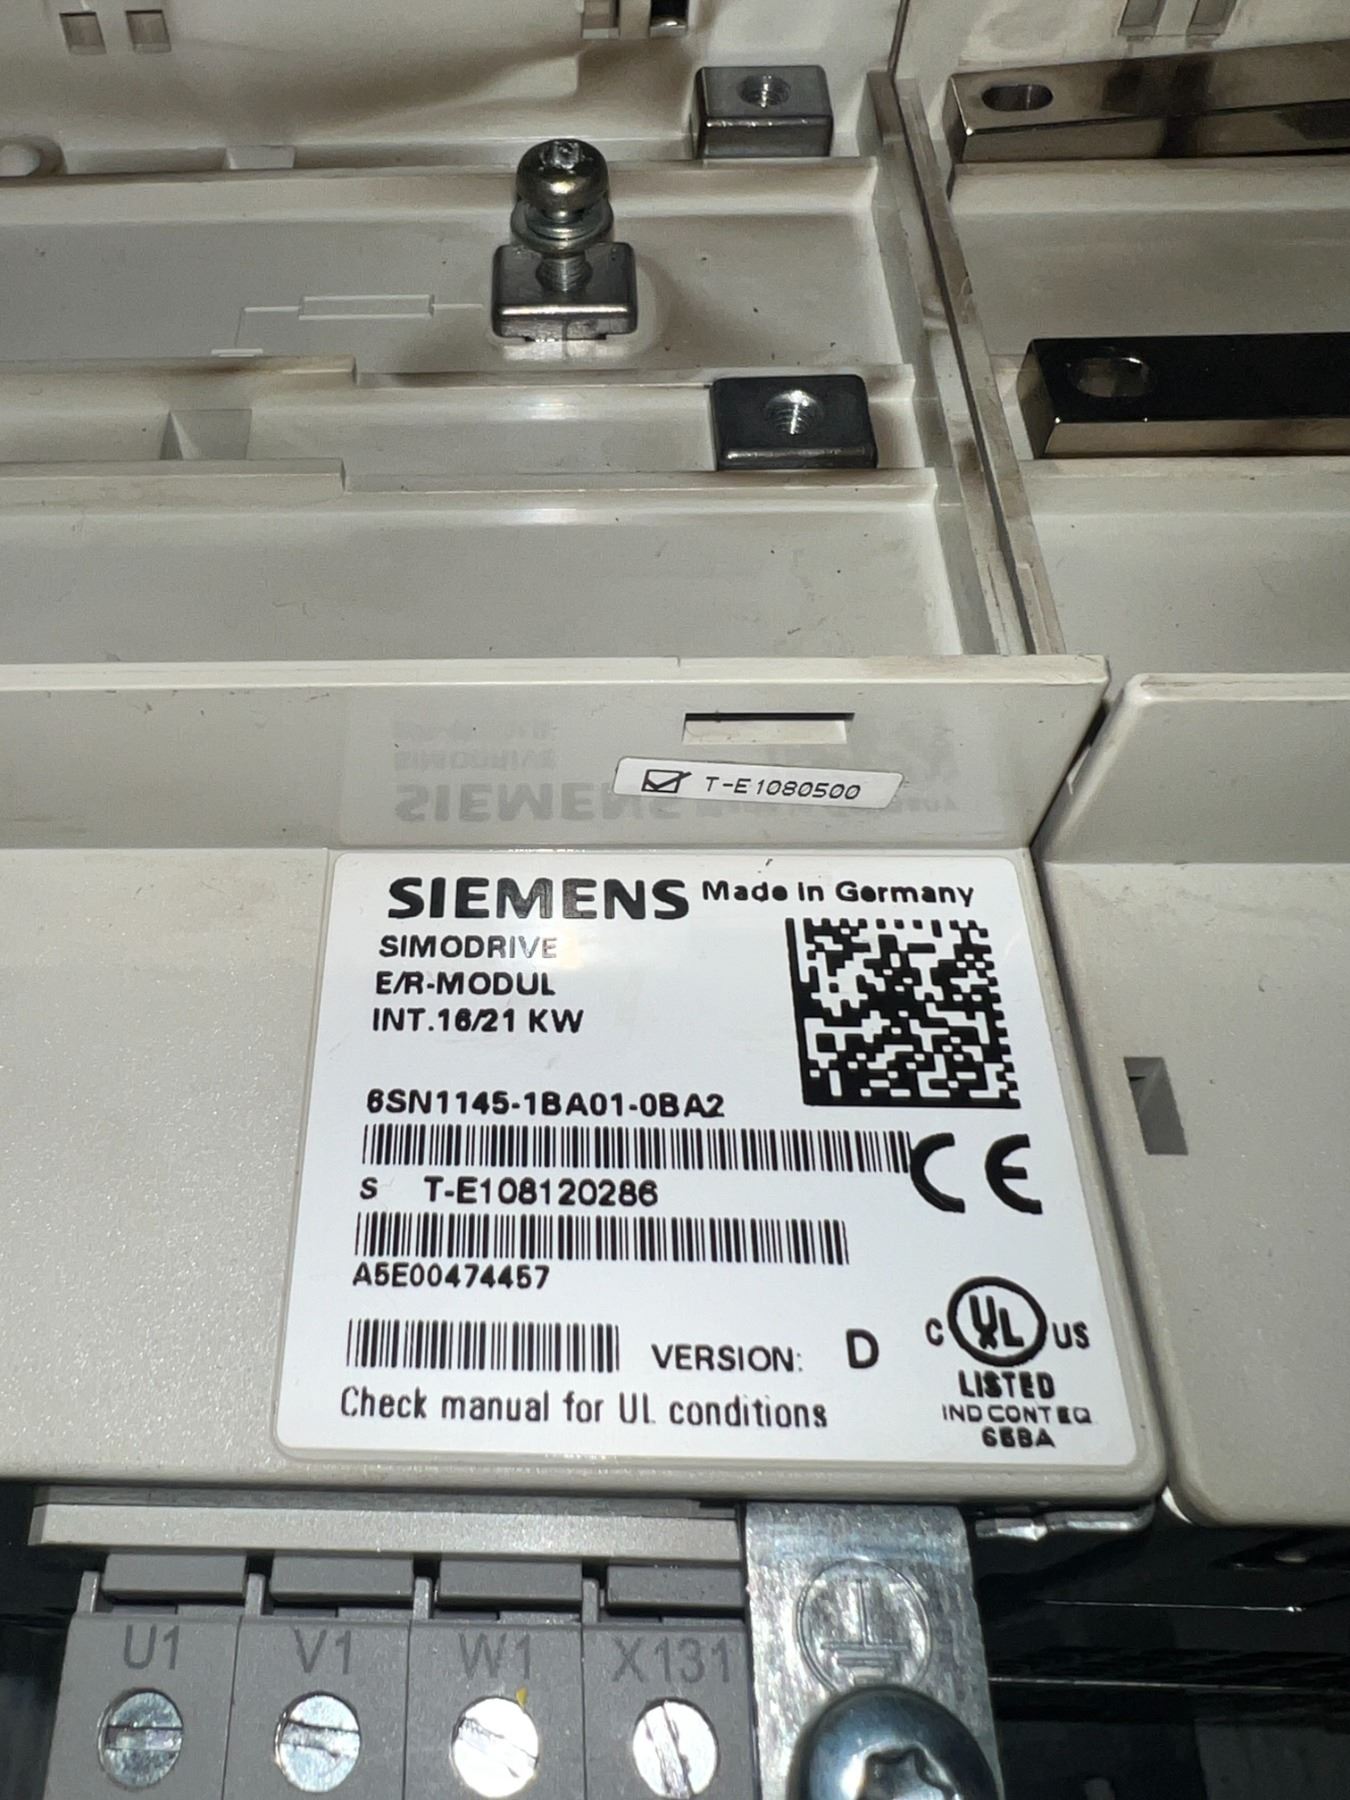 T-E1080500
SIEMENS Made in Germany
SIMODRIVE
E/R-MODUL
INT.16/21 KW
6SN1145-1BA01-0BA2
S T-E108120286
A5E00474457
VERSION: D
C UL US
LISTED
IND CONT EQ
Check manual for UL conditions
CE
U1 V1 W1 X131